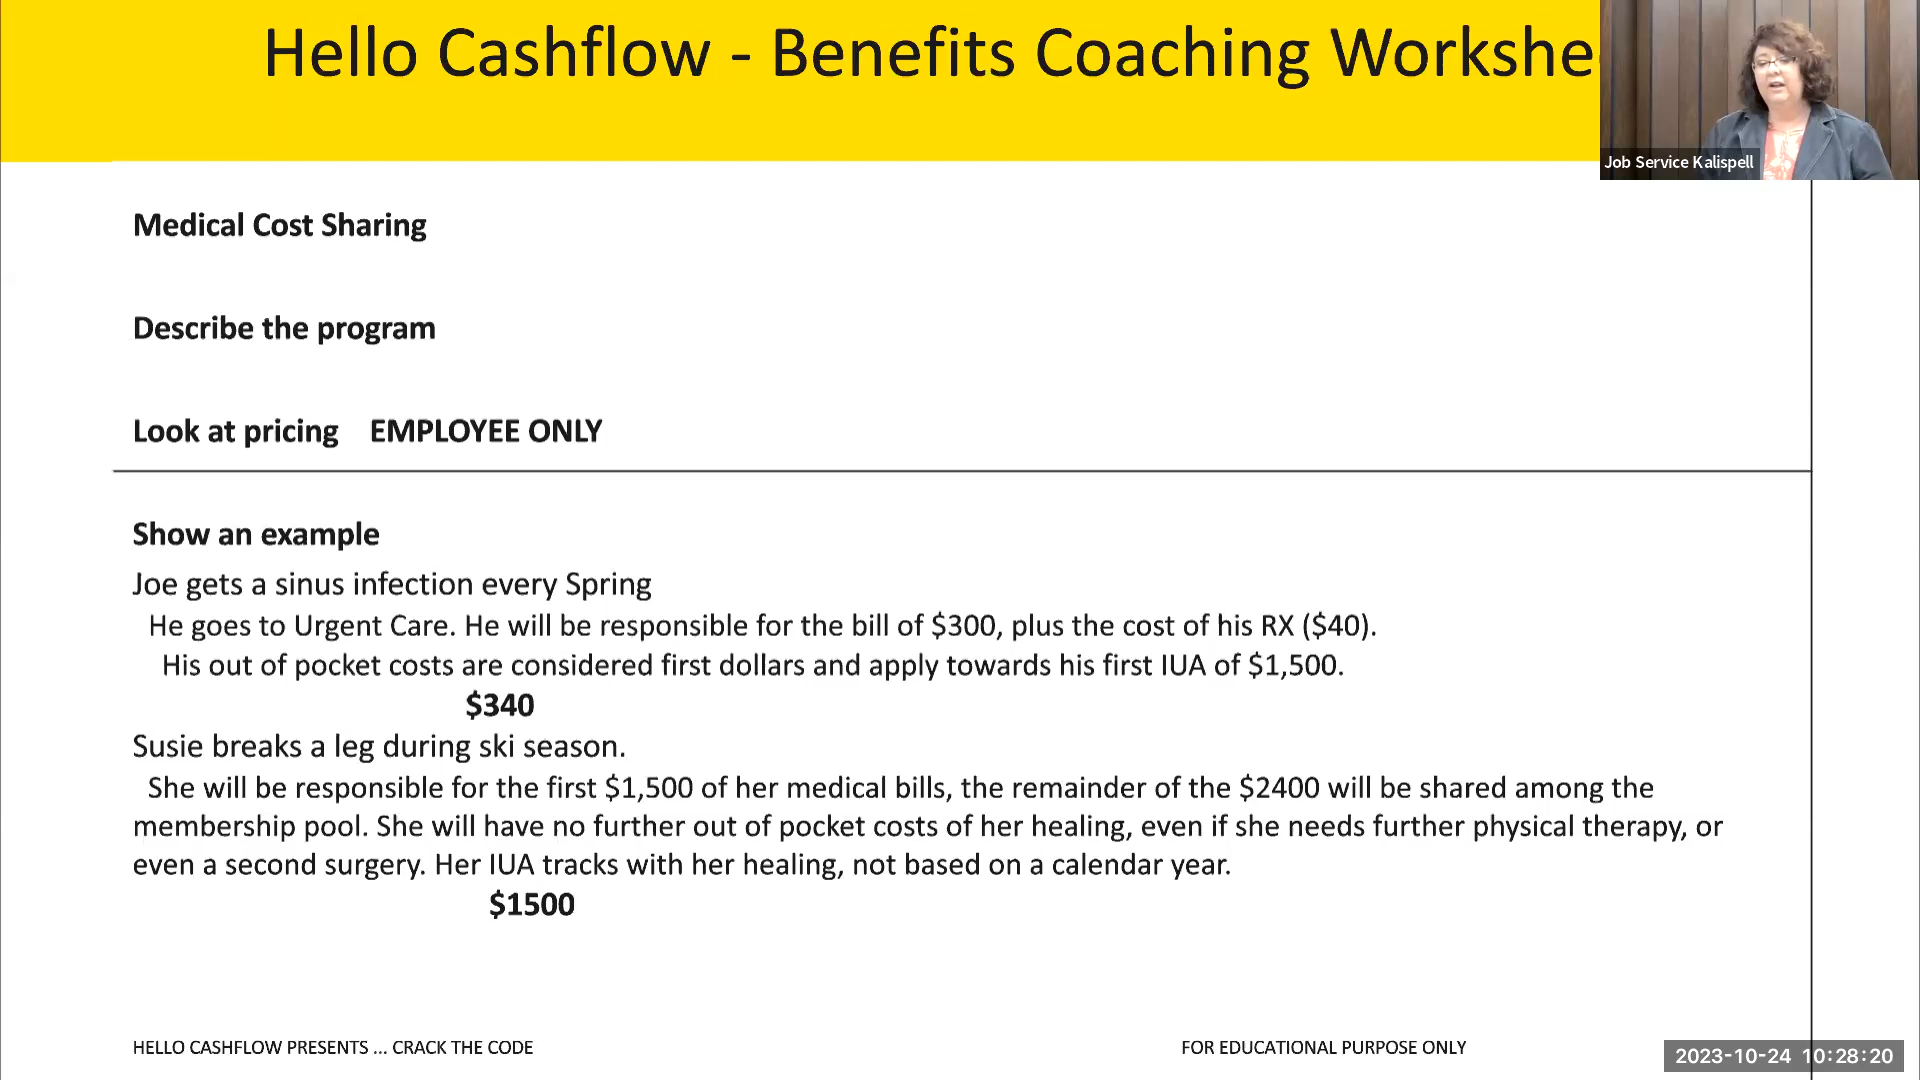 Hello Cashflow - Benefits Coaching Workshe
Job Service Kalispell
Medical Cost Sharing
Describe the program
Look at pricing EMPLOYEE ONLY
Show an example
Joe gets a sinus infection every Spring
He goes to Urgent Care. He will be responsible for the bill of $300, plus the cost of his RX ($40).
His out of pocket costs are considered first dollars and apply towards his first IUA of $1,500.
$340
Susie breaks a leg during ski season.
She will be responsible for the first $1,500 of her medical bills, the remainder of the $2400 will be shared among the
membership pool. She will have no further out of pocket costs of her healing, even if she needs further physical therapy, or
even a second surgery. Her IUA tracks with her healing, not based on a calendar year.
$1500
HELLO CASHFLOW PRESENTS ... CRACK THE CODE
FOR EDUCATIONAL PURPOSE ONLY
2023-10-24 10:28:20